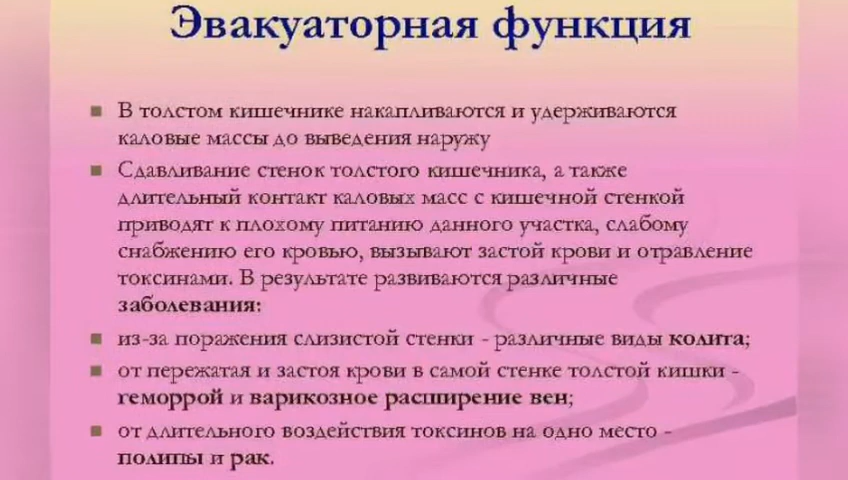 Эвакуаторная функция
В толстом кишечнике накапливаются и удерживаются
каловые массы до выведения наружу
Сдавливание стенок толстого кишечника, а также
длительный контакт каловых масс с кишечной стенкой
приводят к плохому питанию данного участка, слабому
снабжению его кровью, вызывают застой крови и отравление
токсинами. В результате развиваются различные
заболевания:
из-за поражения слизистой стенки - различные виды колита;
от пережатая и застоя крови в самой стенке толстой кишки -
геморрой и варикозное расширение вен;
от длительного воздействия токсинов на одно место -
полипы и рак.